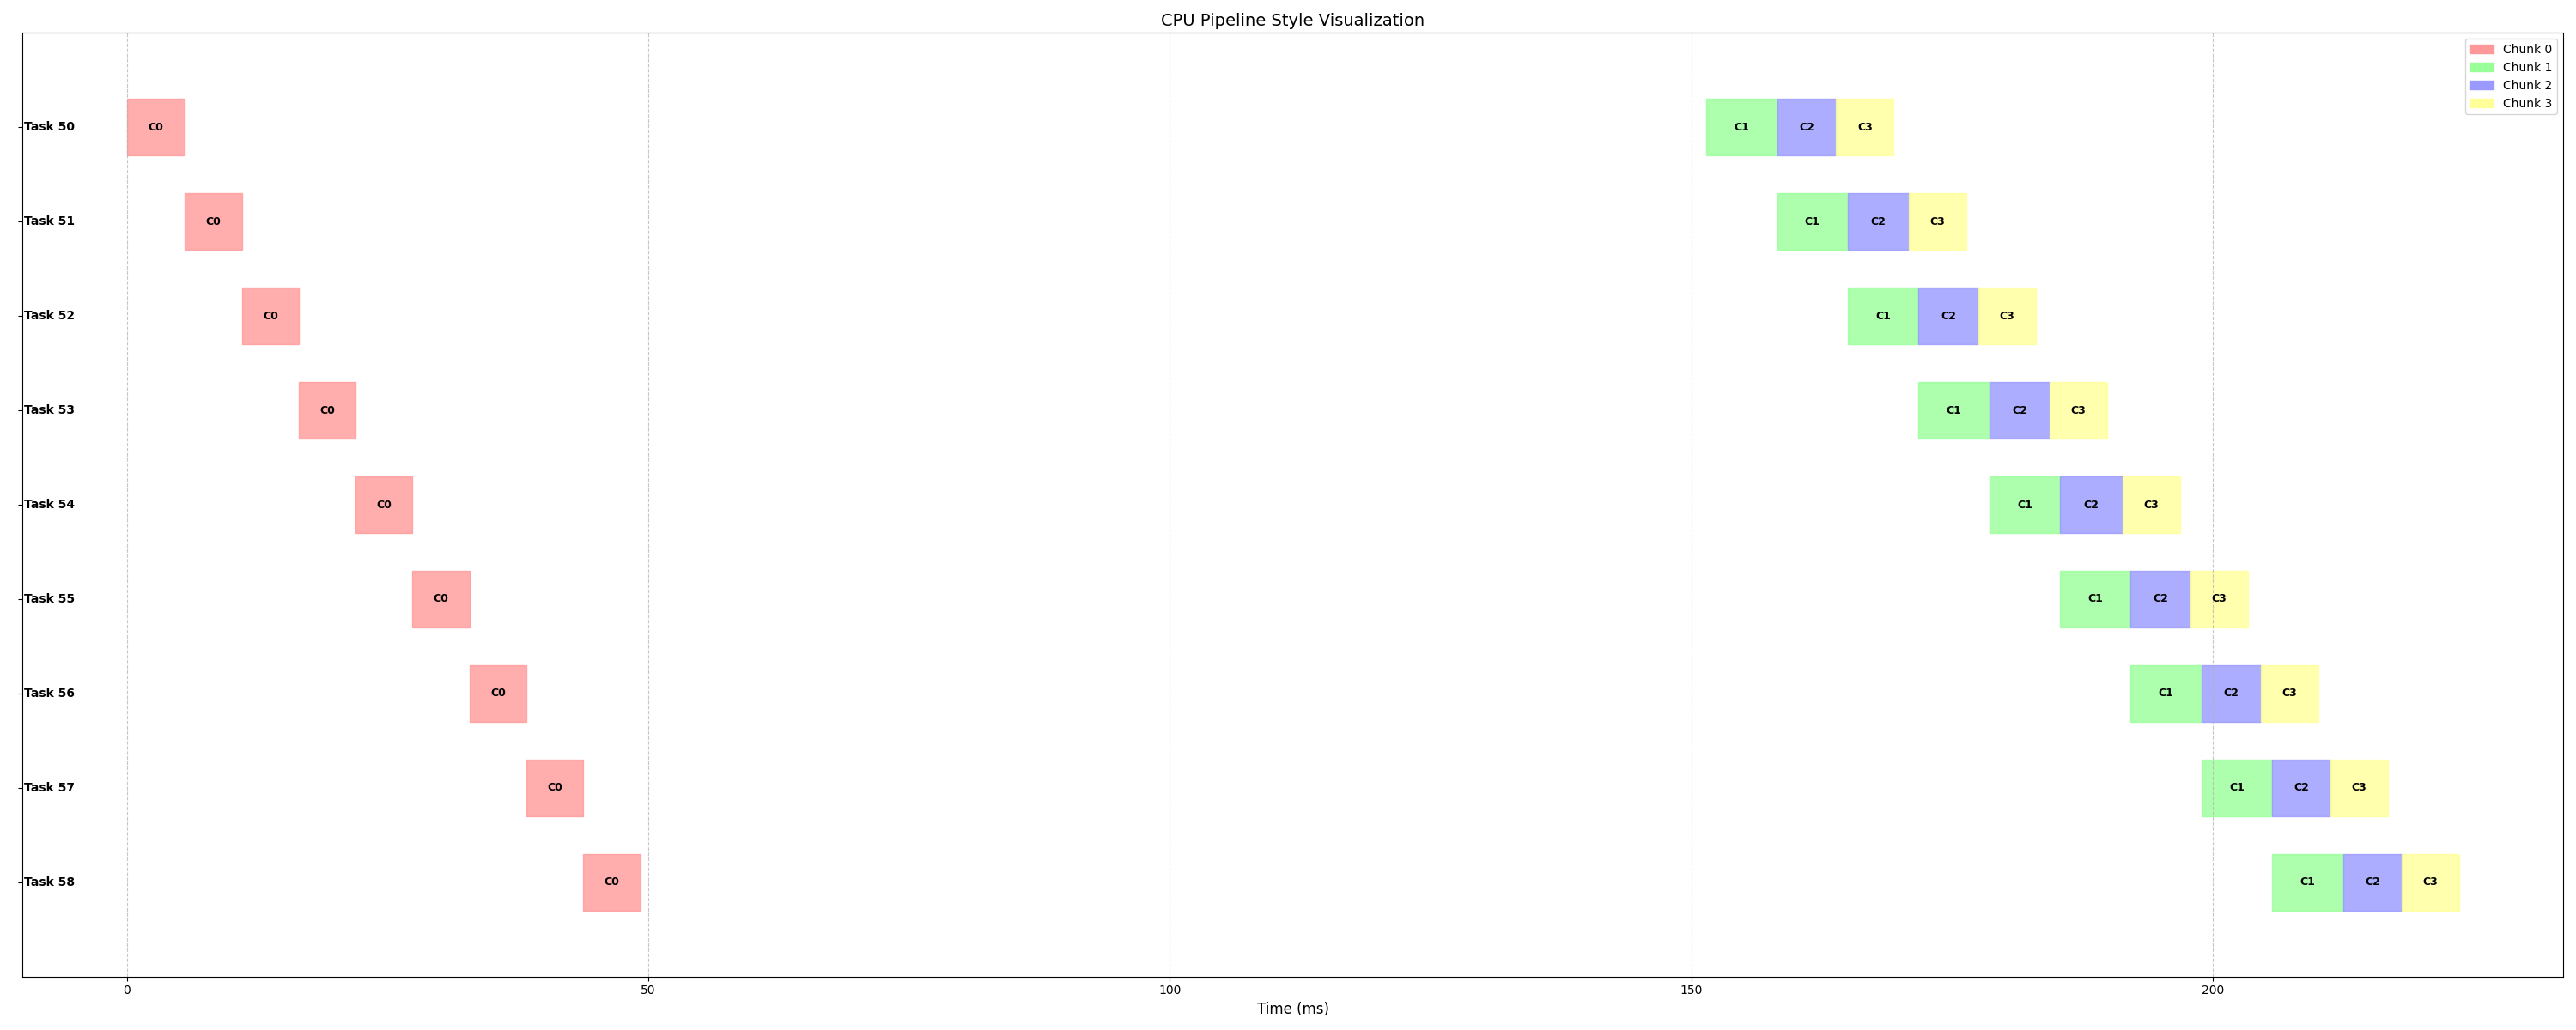 CPU Pipeline Style Visualization
Chunk 0
Chunk 1
Chunk 2
Chunk 3
Task 50 C0 C1 C2 C3
Task 51 C0 C1 C2 C3
Task 52 C0 C1 C2 C3
Task 53 C0 C1 C2 C3
Task 54 C0 C1 C2 C3
Task 55 C0 C1 C2 C3
Task 56 C0 C1 C2 C3
Task 57 C0 C1 C2 C3
Task 58 C0 C1 C2 C3
0 50 100 150 200
Time (ms)